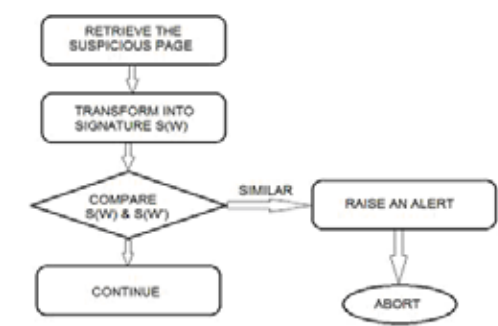 RETRIEVE THE
SUSPICIOUS PAGE
TRANSFORM INTO
SIGNATURE S(W)
COMPARE
S(W) & S(W')
SIMILAR
RAISE AN ALERT
CONTINUE
ABORT